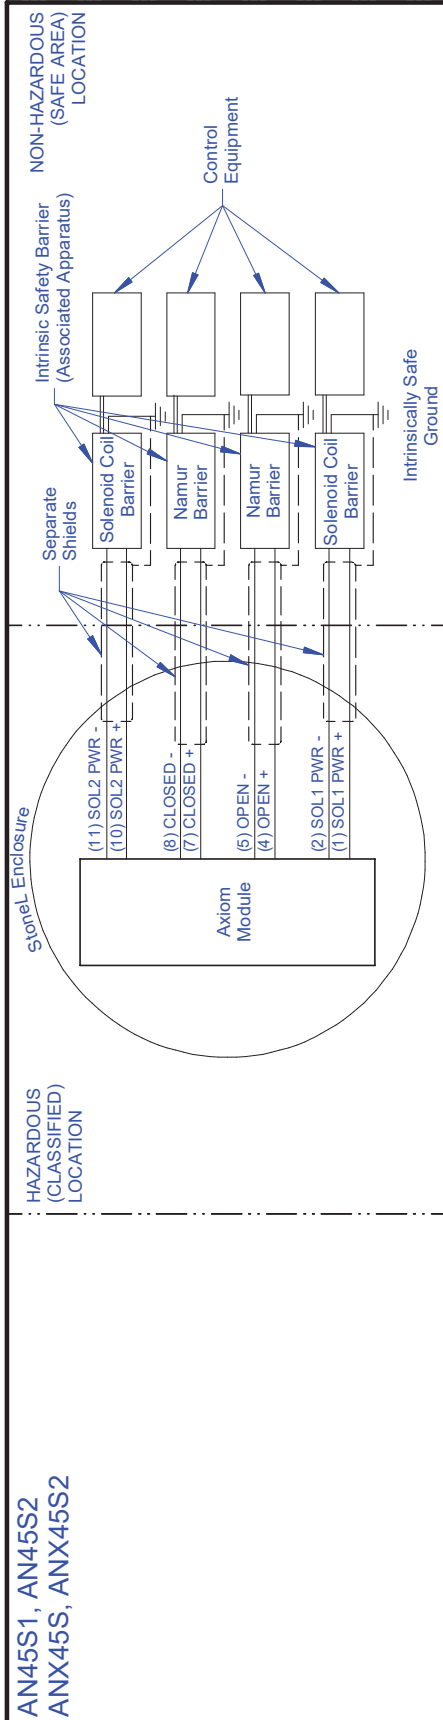 AN45S1, AN45S2
ANX45S, ANX45S2
HAZARDOUS
(CLASSIFIED)
LOCATION
StoneL Enclosure
Axiom
Module
(11) SOL2 PWR -
(10) SOL2 PWR +
(8) CLOSED -
(7) CLOSED +
(5) OPEN -
(4) OPEN +
(2) SOL1 PWR -
(1) SOL1 PWR +
Separate
Shields
Solenoid Coil
Barrier
Namur
Barrier
Namur
Barrier
Solenoid Coil
Barrier
Intrinsic Safety Barrier
(Associated Apparatus)
Intrinsically Safe
Ground
Control
Equipment
NON-HAZARDOUS
(SAFE AREA)
LOCATION